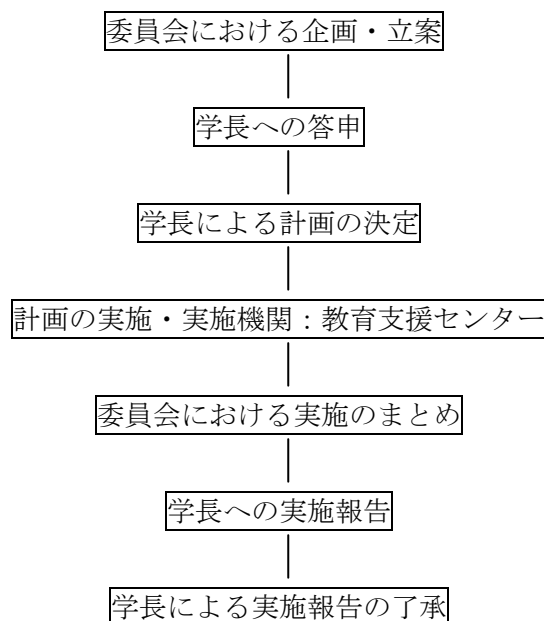 委員会における企画・立案
学長への答申
学長による計画の決定
計画の実施・実施機関：教育支援センター
委員会における実施のまとめ
学長への実施報告
学長による実施報告の了承